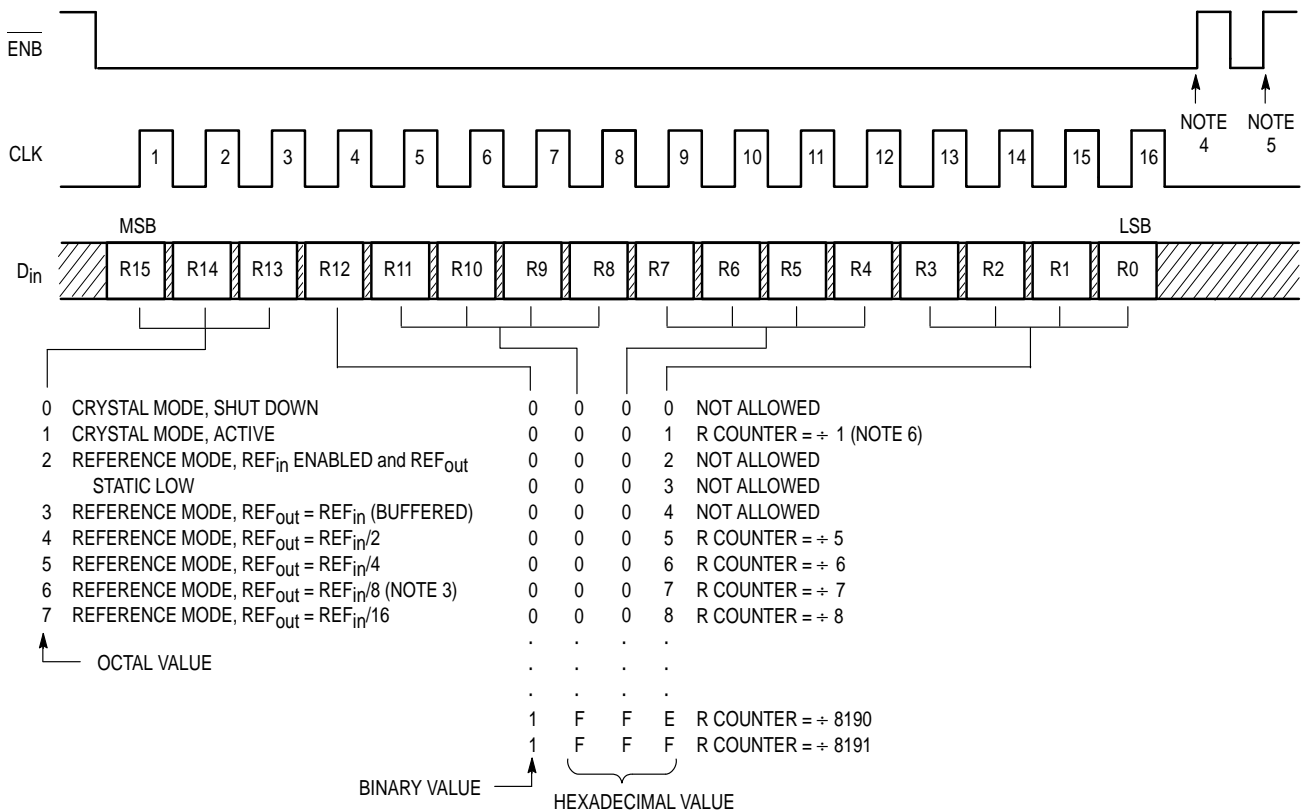 ENB
NOTE 4
NOTE 5
CLK
1 2 3 4 5 6 7 8 9 10 11 12 13 14 15 16
MSB
LSB
Din
R15 R14 R13 R12 R11 R10 R9 R8 R7 R6 R5 R4 R3 R2 R1 R0
0 CRYSTAL MODE, SHUT DOWN
1 CRYSTAL MODE, ACTIVE
2 REFERENCE MODE, REFin ENABLED and REFout
STATIC LOW
3 REFERENCE MODE, REFout = REFin (BUFFERED)
4 REFERENCE MODE, REFout = REFin/2
5 REFERENCE MODE, REFout = REFin/4
6 REFERENCE MODE, REFout = REFin/8 (NOTE 3)
7 REFERENCE MODE, REFout = REFin/16
OCTAL VALUE
0 0 0 0 NOT ALLOWED
0 0 0 1 R COUNTER = ÷ 1 (NOTE 6)
0 0 0 2 NOT ALLOWED
0 0 0 3 NOT ALLOWED
0 0 0 4 NOT ALLOWED
0 0 0 5 R COUNTER = ÷ 5
0 0 0 6 R COUNTER = ÷ 6
0 0 0 7 R COUNTER = ÷ 7
0 0 0 8 R COUNTER = ÷ 8
. . . .
. . . .
. . . .
1 F F E R COUNTER = ÷ 8190
1 F F F R COUNTER = ÷ 8191
BINARY VALUE
HEXADECIMAL VALUE